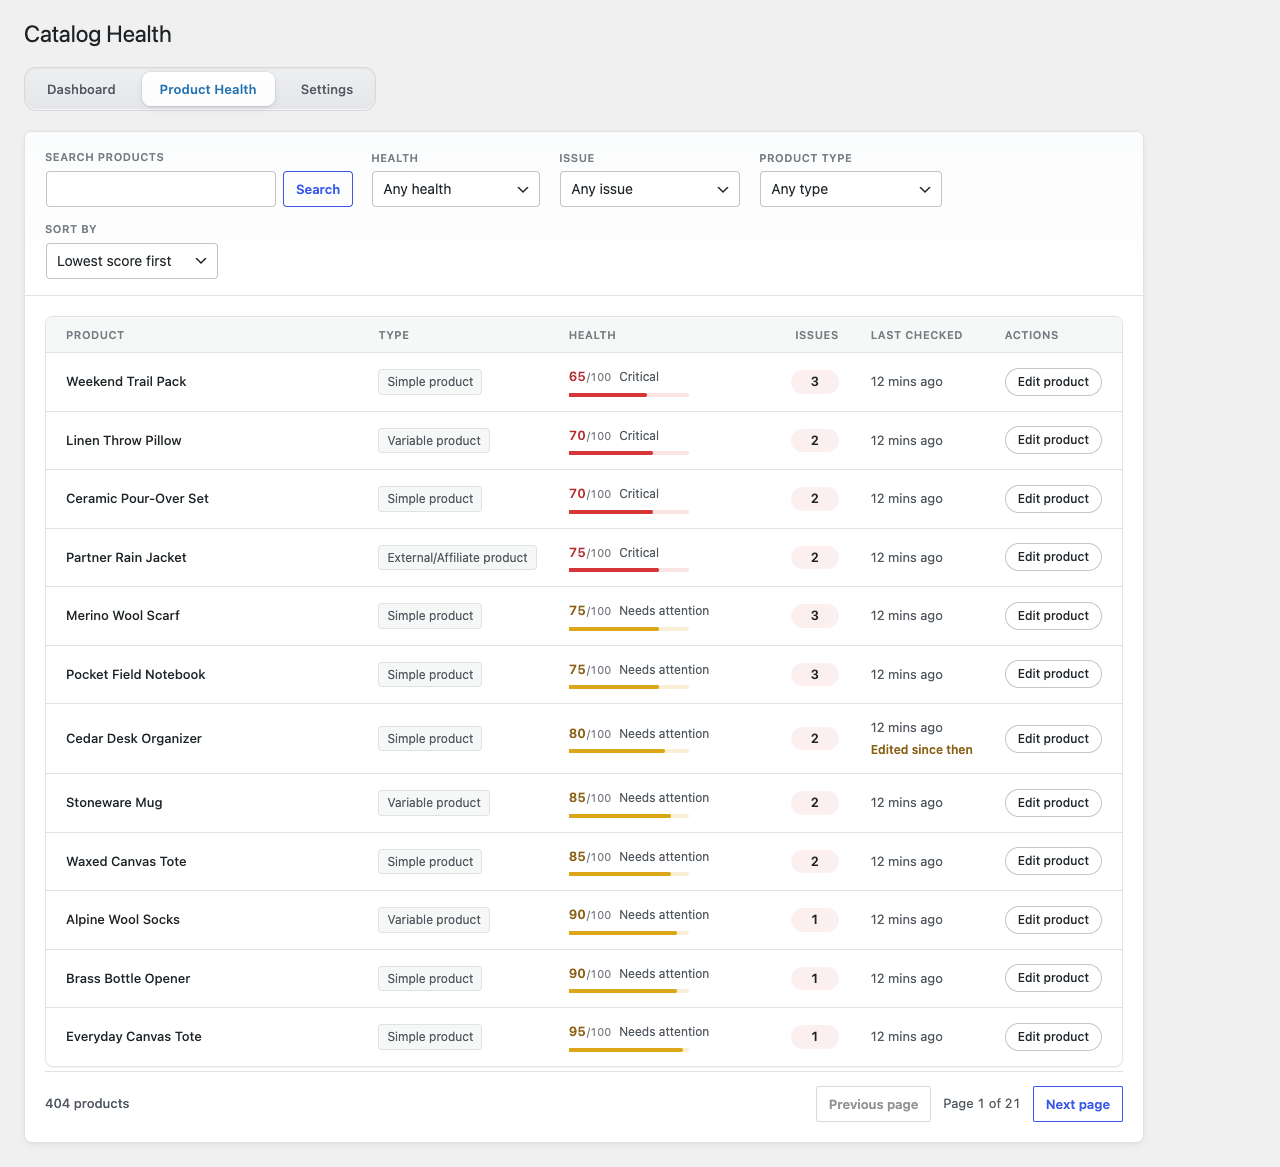 Catalog Health
Dashboard Product Health Settings
SEARCH PRODUCTS HEALTH ISSUE PRODUCT TYPE
Search Any health Any issue Any type
SORT BY
Lowest score first
PRODUCT TYPE HEALTH ISSUES LAST CHECKED ACTIONS
Weekend Trail Pack Simple product 65/100 Critical 3 12 mins ago Edit product
Linen Throw Pillow Variable product 70/100 Critical 2 12 mins ago Edit product
Ceramic Pour-Over Set Simple product 70/100 Critical 2 12 mins ago Edit product
Partner Rain Jacket External/Affiliate product 75/100 Critical 2 12 mins ago Edit product
Merino Wool Scarf Simple product 75/100 Needs attention 3 12 mins ago Edit product
Pocket Field Notebook Simple product 75/100 Needs attention 3 12 mins ago Edit product
Cedar Desk Organizer Simple product 80/100 Needs attention 2 12 mins ago Edit product
Edited since then
Stoneware Mug Variable product 85/100 Needs attention 2 12 mins ago Edit product
Waxed Canvas Tote Simple product 85/100 Needs attention 2 12 mins ago Edit product
Alpine Wool Socks Variable product 90/100 Needs attention 1 12 mins ago Edit product
Brass Bottle Opener Simple product 90/100 Needs attention 1 12 mins ago Edit product
Everyday Canvas Tote Simple product 95/100 Needs attention 1 12 mins ago Edit product
404 products Previous page Page 1 of 21 Next page